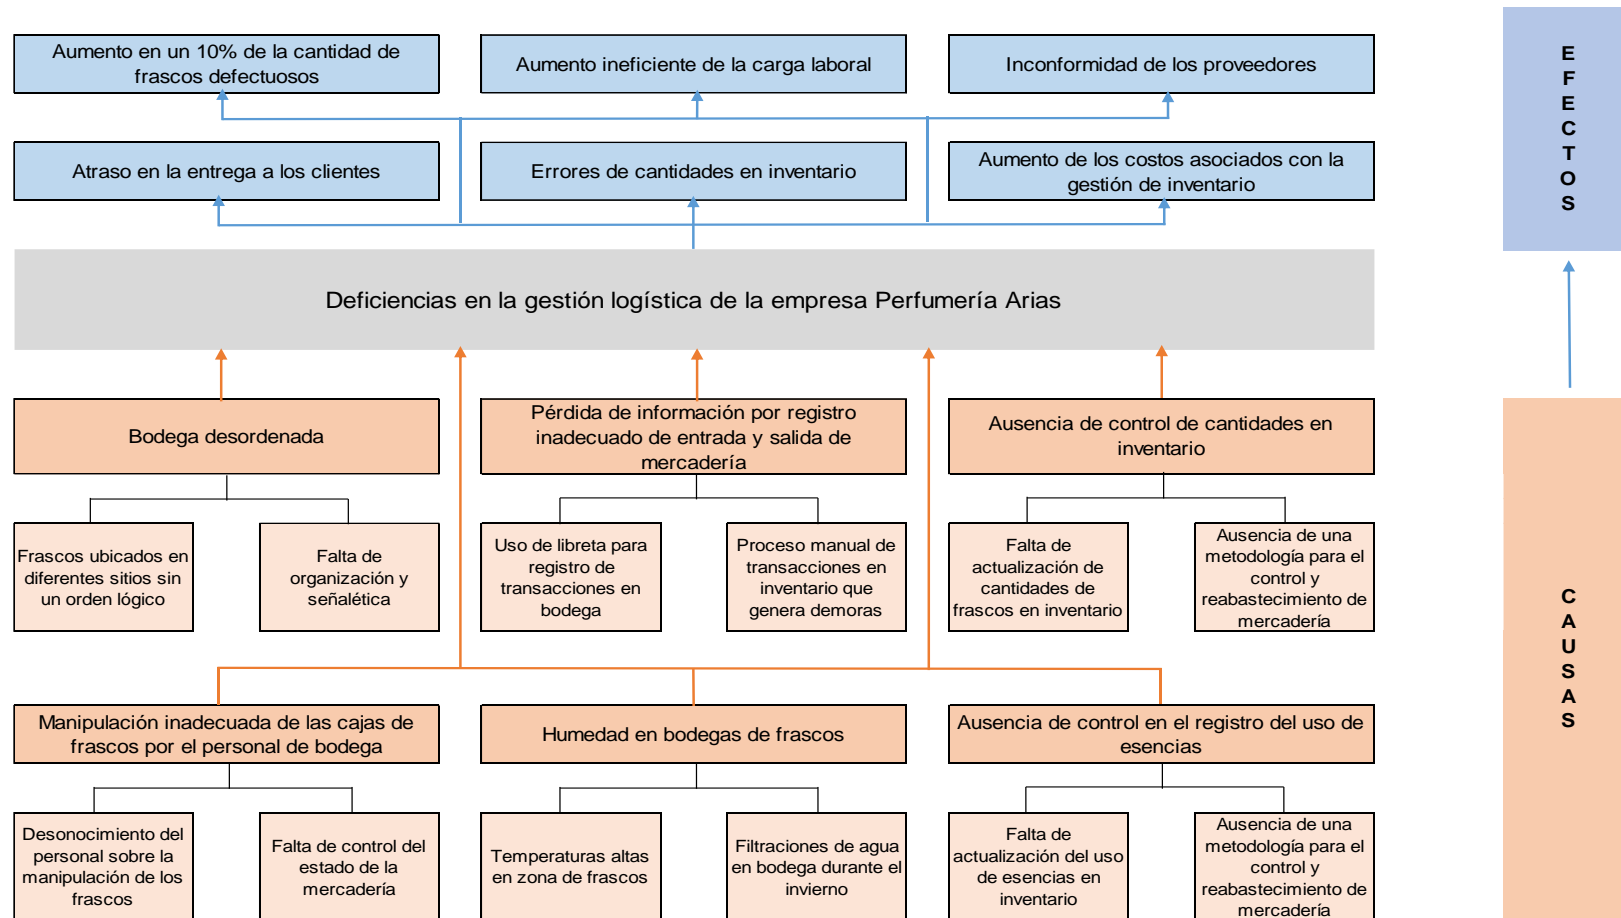 Aumento en un 10% de la cantidad de
frascos defectuosos
Aumento ineficiente de la carga laboral
Inconformidad de los proveedores
Atraso en la entrega a los clientes
Errores de cantidades en inventario
Aumento de los costos asociados con la
gestión de inventario
E
F
E
C
T
O
S
Deficiencias en la gestión logística de la empresa Perfumería Arias
Bodega desordenada
Pérdida de información por registro
inadecuado de entrada y salida de
mercadería
Ausencia de control de cantidades en
inventario
Frascos ubicados en
diferentes sitios sin
un orden lógico
Falta de
organización y
señalética
Uso de libreta para
registro de
transacciones en
bodega
Proceso manual de
transacciones en
inventario que
genera demoras
Falta de
actualización de
cantidades de
frascos en inventario
Ausencia de una
metodología para el
control y
reabastecimiento de
mercadería
Manipulación inadecuada de las cajas de
frascos por el personal de bodega
Humedad en bodegas de frascos
Ausencia de control en el registro del uso de
esencias
Desonocimiento del
personal sobre la
manipulación de los
frascos
Falta de control del
estado de la
mercadería
Temperaturas altas
en zona de frascos
Filtraciones de agua
en bodega durante el
invierno
Falta de
actualización del uso
de esencias en
inventario
Ausencia de una
metodología para el
control y
reabastecimiento de
mercadería
C
A
U
S
A
S